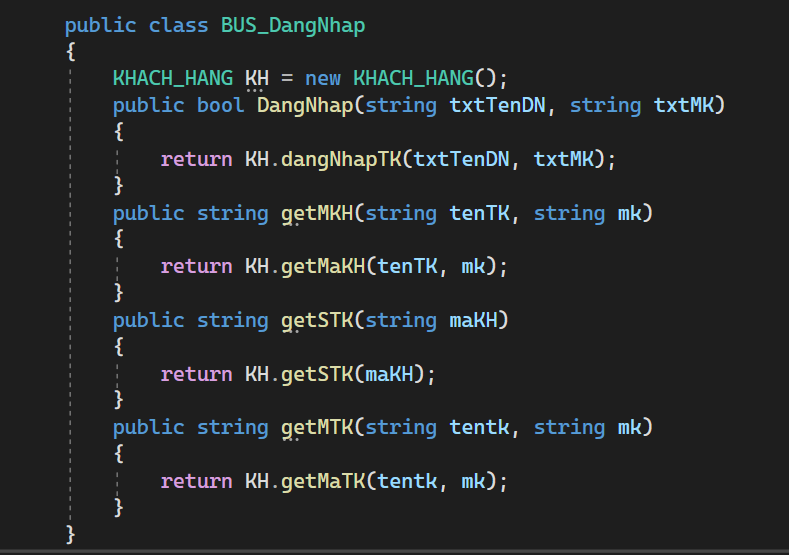 public class BUS_DangNhap
{
KHACH_HANG KH = new KHACH_HANG();
public bool DangNhap(string txtTenDN, string txtMK)
{
return KH.dangNhapTK(txtTenDN, txtMK);
}
public string getMKH(string tenTK, string mk)
{
return KH.getMaKH(tenTK, mk);
}
public string getSTK(string maKH)
{
return KH.getSTK(maKH);
}
public string getMTK(string tentk, string mk)
{
return KH.getMaTK(tentk, mk);
}
}